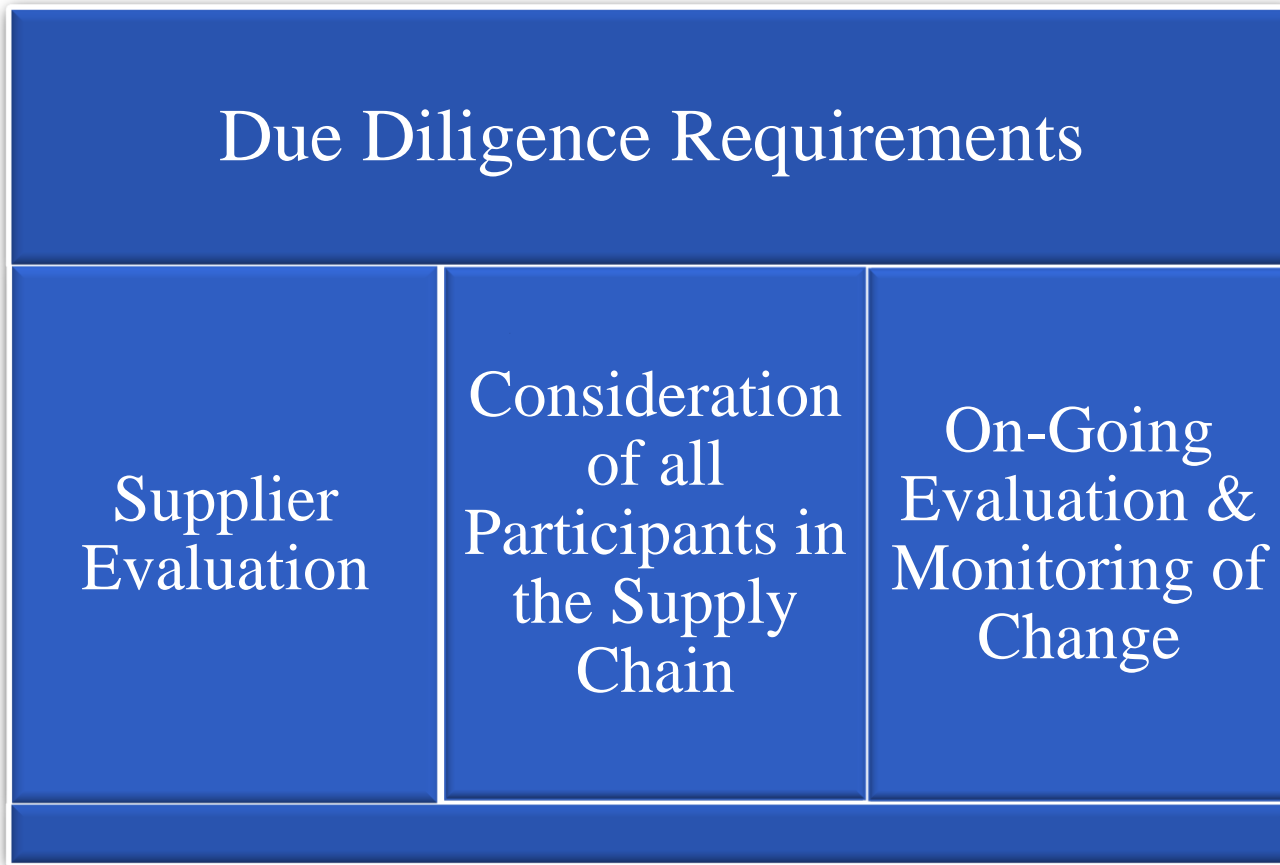 Due Diligence Requirements
Supplier
Evaluation
Consideration
of all
Participants in
the Supply
Chain
On-Going
Evaluation &
Monitoring of
Change